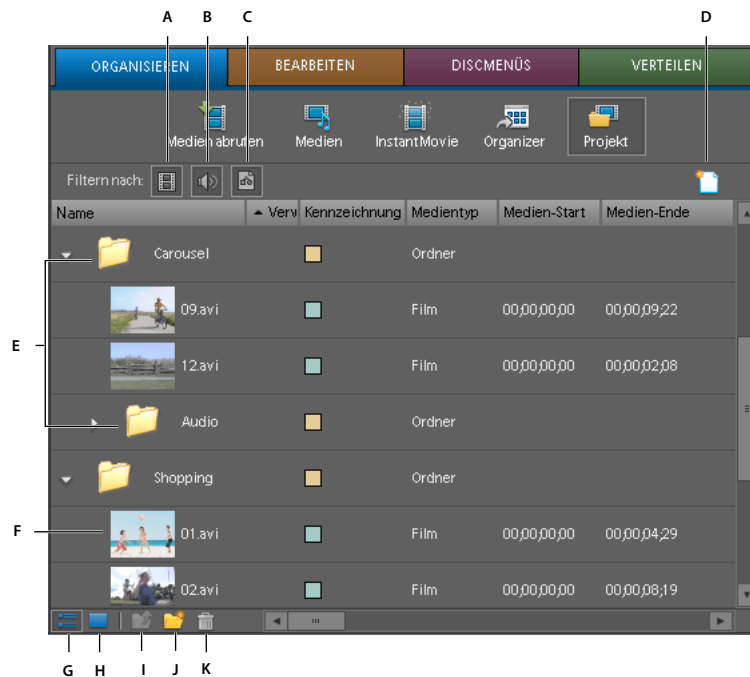 A B C D
ORGANISIEREN BEARBEITEN DISCMENÜS VERTEILEN
Medien abrufen Medien InstantMovie Organizer Projekt
Filtern nach:
Name Verv Kennzeichnung Medientyp Medien-Start Medien-Ende
Carousel Ordner
09.avi Film 00;00;00;00 00;00;09;22
E
12.avi Film 00;00;00;00 00;00;02;08
Audio Ordner
Shopping Ordner
F 01.avi Film 00;00;00;00 00;00;04;29
02.avi Film 00;00;00;00 00;00;08;19
G H I J K